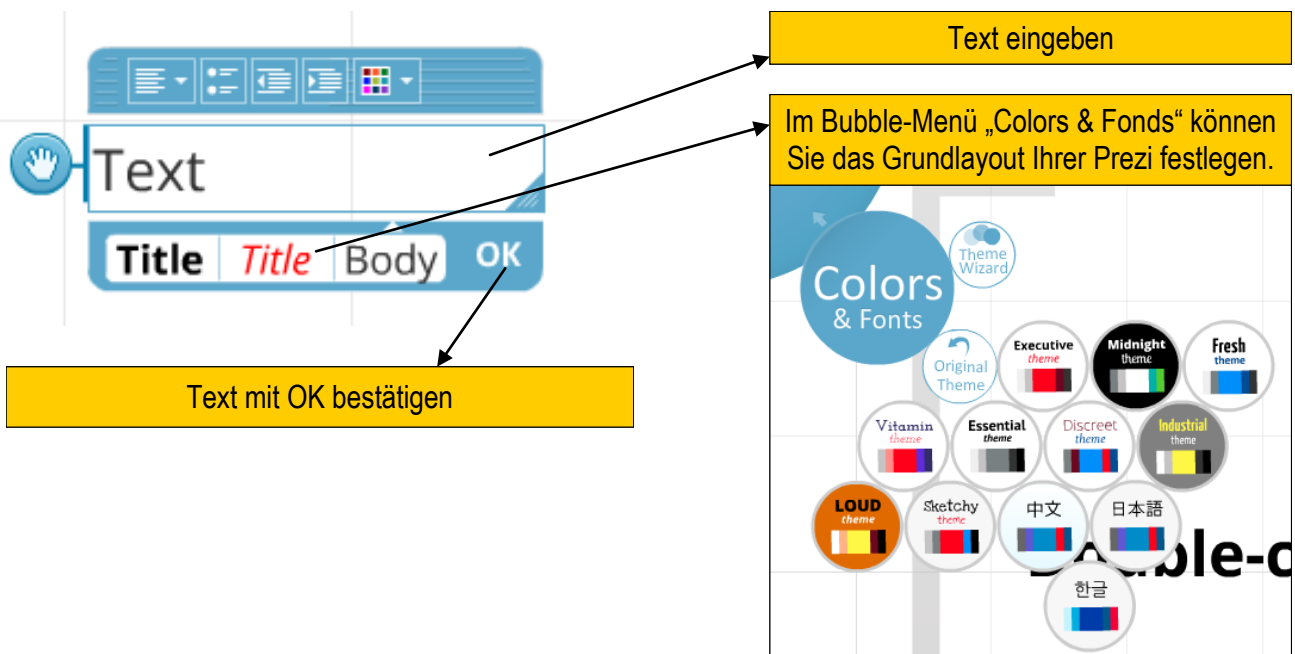 Text
Title Title Body OK
Text mit OK bestätigen
Text eingeben
Im Bubble-Menü „Colors & Fonds“ können
Sie das Grundlayout Ihrer Prezi festlegen.
Colors
& Fonts
Theme
Wizard
Original
Theme
Executive
theme
Midnight
theme
Fresh
theme
Vitamin
theme
Essential
theme
Discreet
theme
Industrial
theme
LOUD
theme
Sketchy
theme
中文
日本語
한글